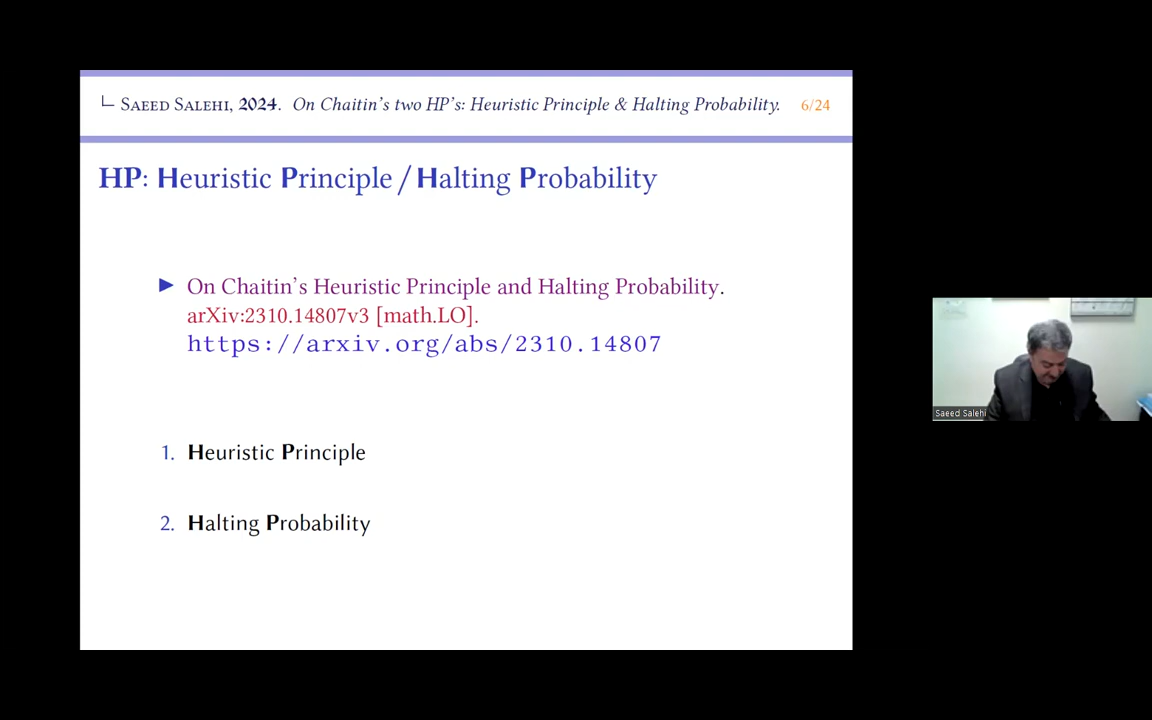 SAEED SALEHI, 2024. On Chaitin's two HP's: Heuristic Principle & Halting Probability. 6/24
HP: Heuristic Principle / Halting Probability
► On Chaitin's Heuristic Principle and Halting Probability.
arXiv:2310.14807v3 [math.LO].
https://arxiv.org/abs/2310.14807
1. Heuristic Principle
2. Halting Probability
Saeed Salehi